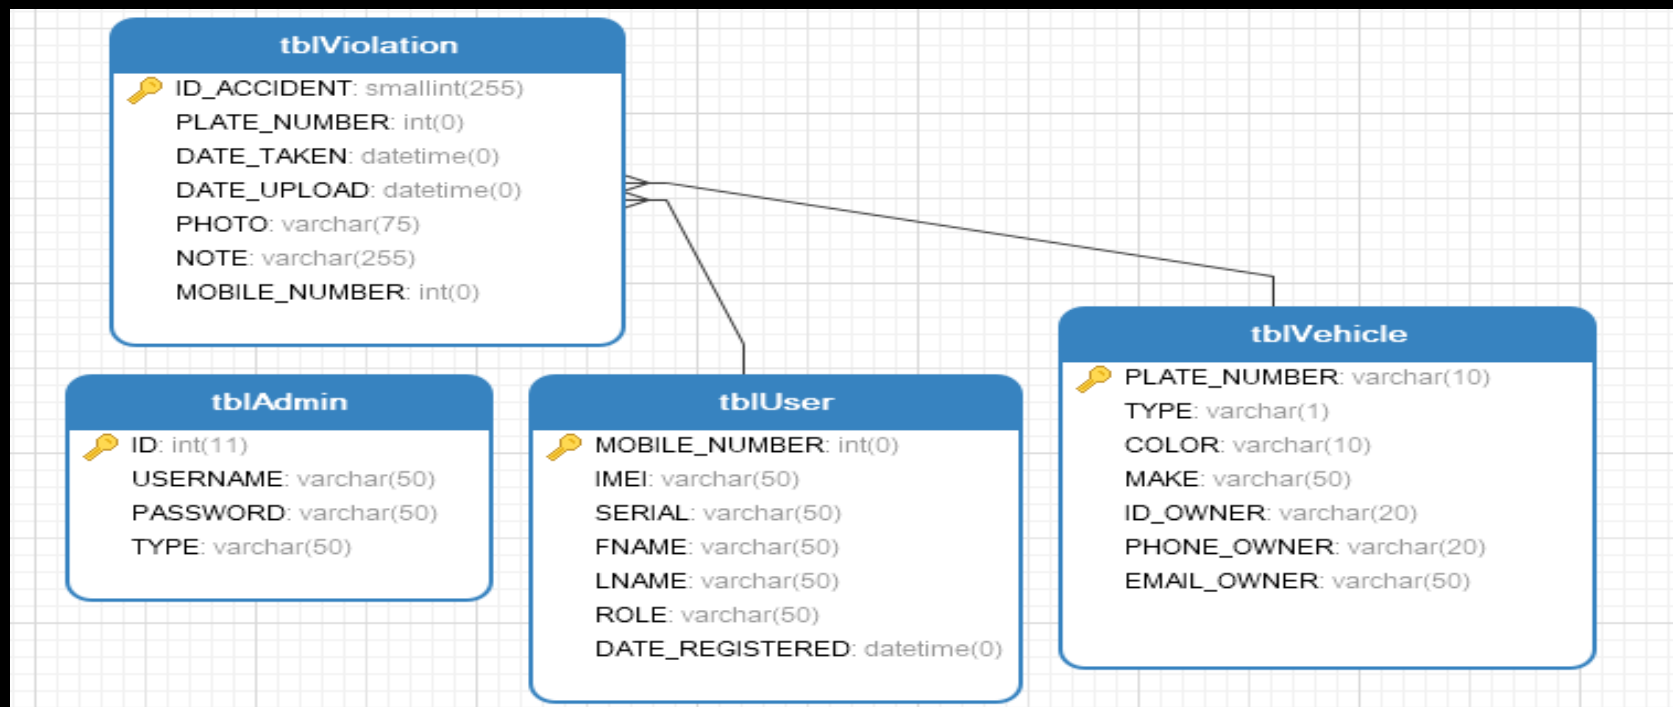 tblViolation
ID_ACCIDENT: smallint(255)
PLATE_NUMBER: int(0)
DATE_TAKEN: datetime(0)
DATE_UPLOAD: datetime(0)
PHOTO: varchar(75)
NOTE: varchar(255)
MOBILE_NUMBER: int(0)
tblAdmin
ID: int(11)
USERNAME: varchar(50)
PASSWORD: varchar(50)
TYPE: varchar(50)
tblUser
MOBILE_NUMBER: int(0)
IMEI: varchar(50)
SERIAL: varchar(50)
FNAME: varchar(50)
LNAME: varchar(50)
ROLE: varchar(50)
DATE_REGISTERED: datetime(0)
tblVehicle
PLATE_NUMBER: varchar(10)
TYPE: varchar(1)
COLOR: varchar(10)
MAKE: varchar(50)
ID_OWNER: varchar(20)
PHONE_OWNER: varchar(20)
EMAIL_OWNER: varchar(50)